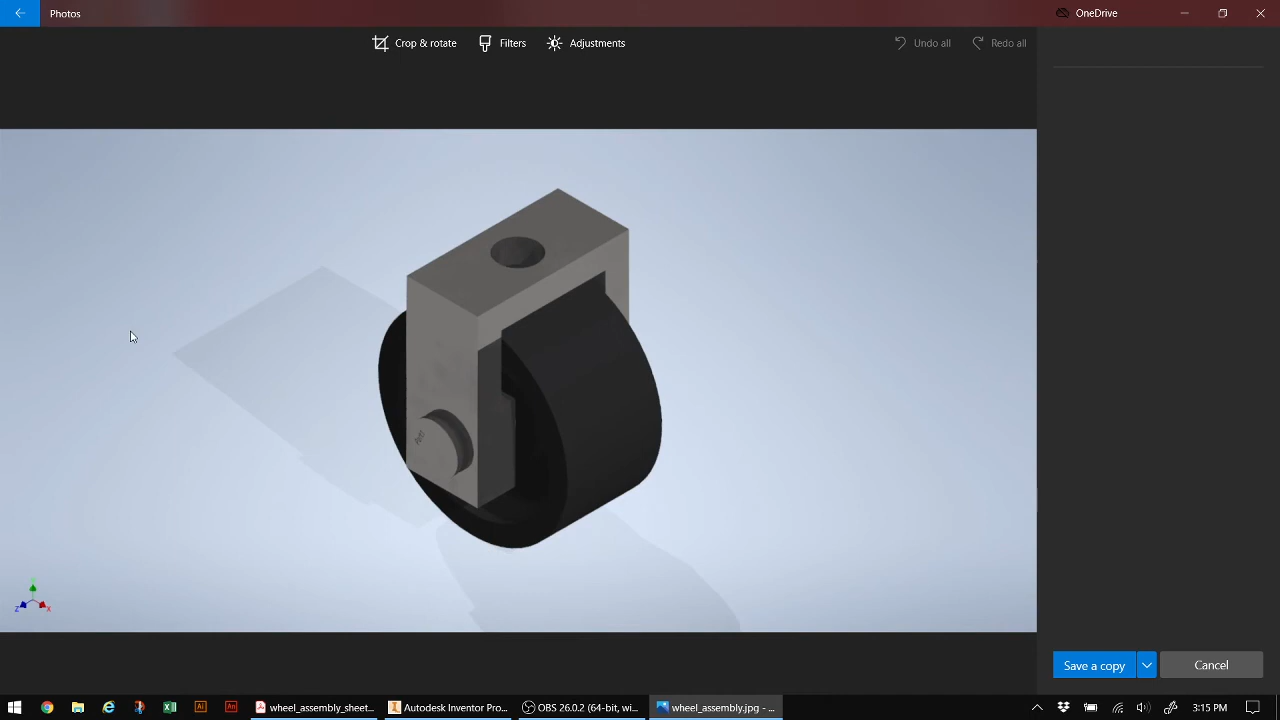 Photos
OneDrive
Crop & rotate
Filters
Adjustments
Undo all
Redo all
Y
Z
X
Save a copy
Cancel
wheel_assembly_sheet...
Autodesk Inventor Pro...
OBS 26.0.2 (64-bit, wi...
wheel_assembly.jpg - ...
3:15 PM